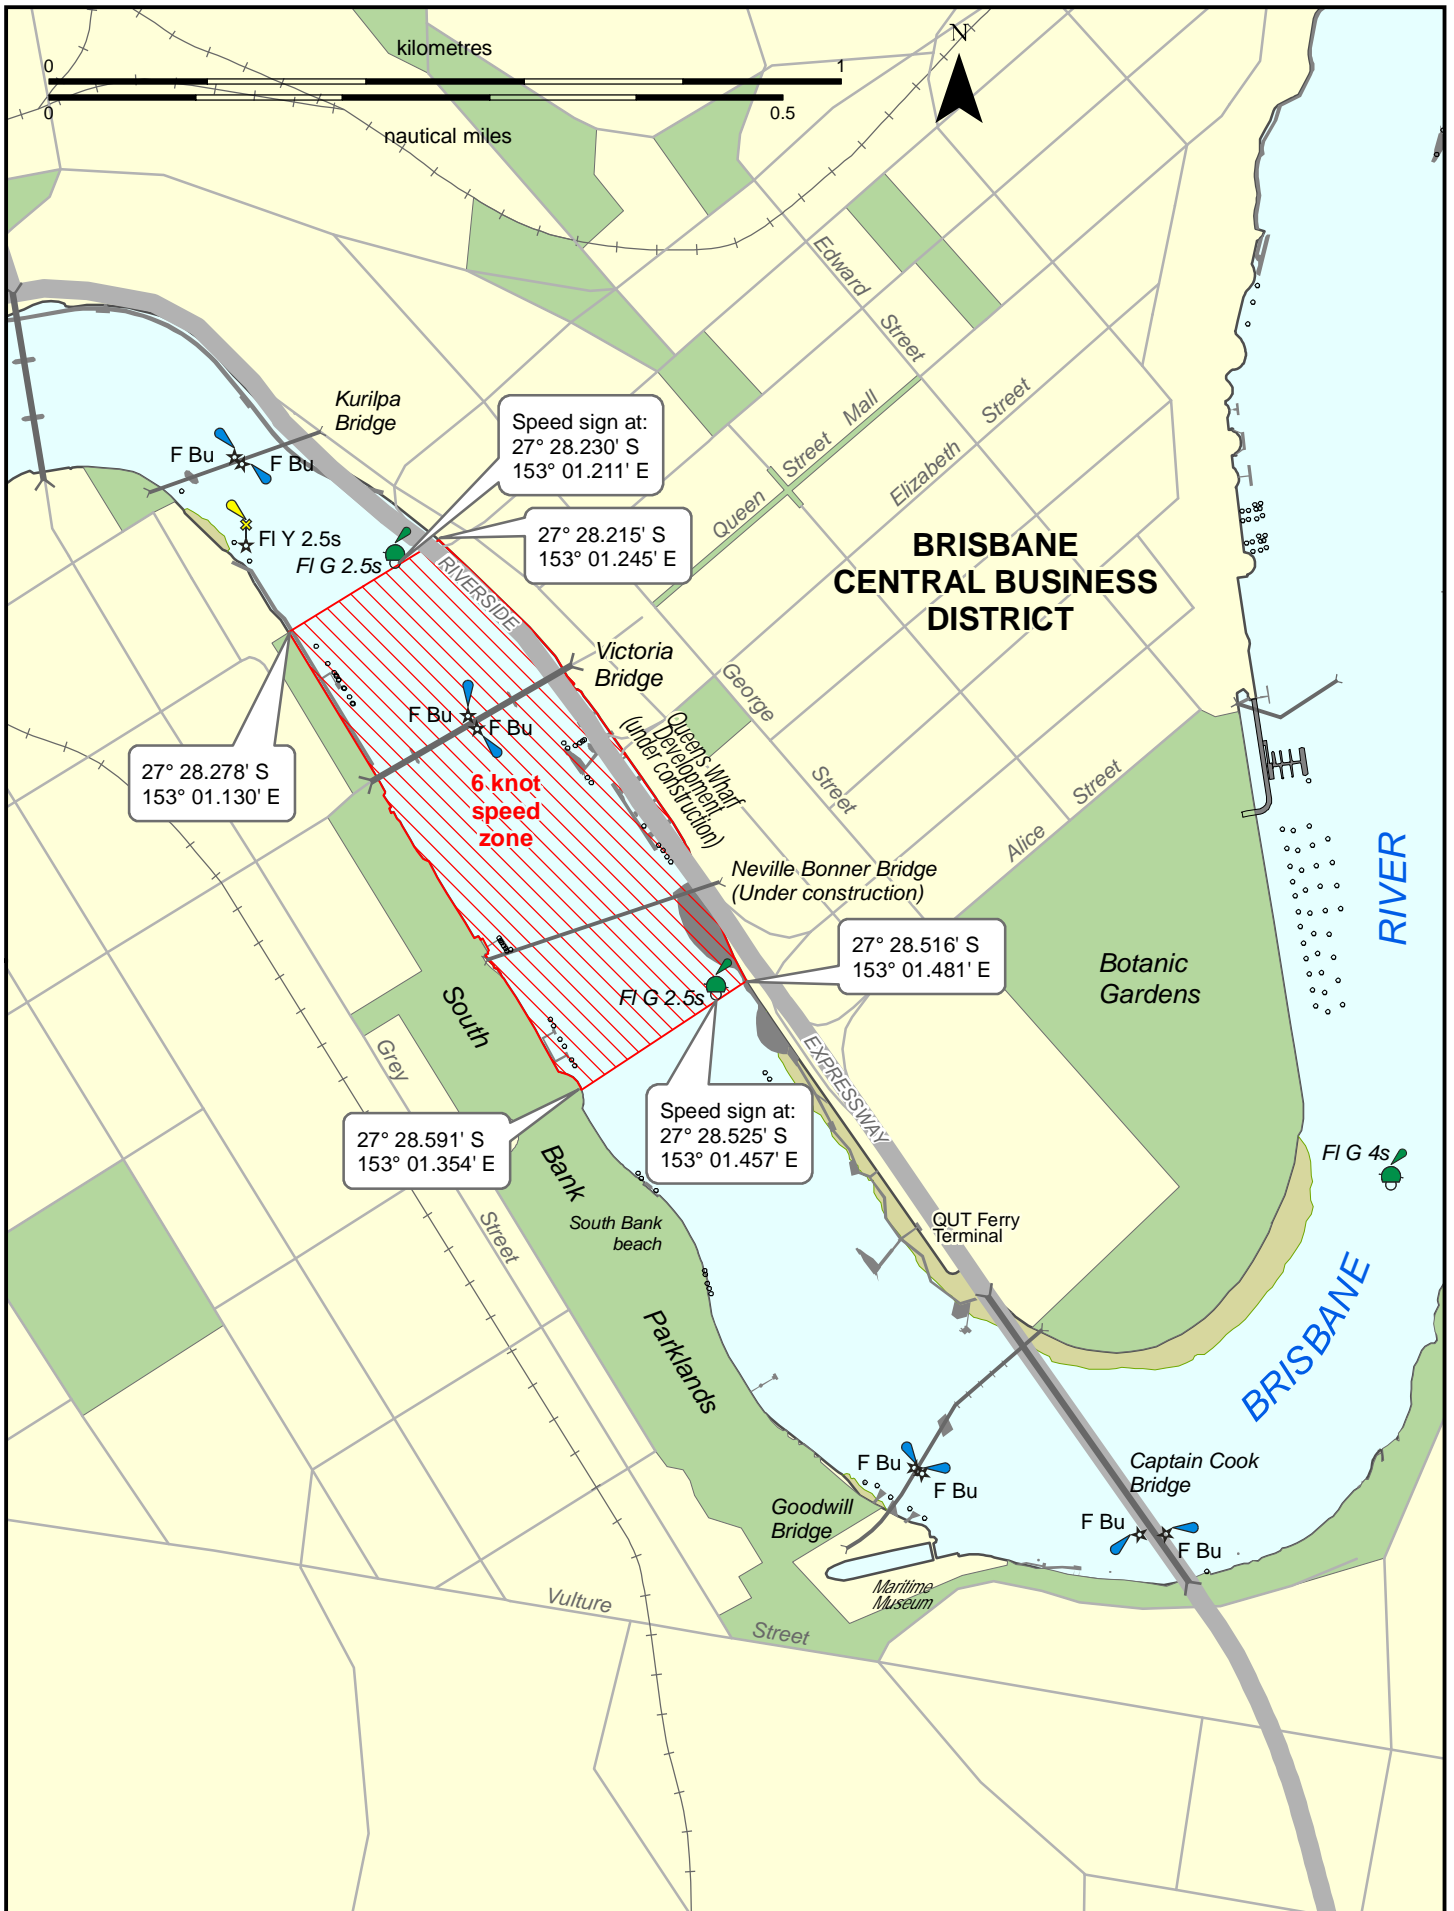 kilometres
0
1
0
0.5
nautical miles
N
Edward
Street
Kurilpa
Bridge
Speed sign at:
27° 28.230' S
153° 01.211' E
Queen Street Mall
Elizabeth Street
F Bu
F Bu
Fl Y 2.5s
Fl G 2.5s
27° 28.215' S
153° 01.245' E
BRISBANE
CENTRAL BUSINESS
DISTRICT
RIVERSIDE
Victoria
Bridge
George
Street
F Bu
F Bu
Queens Wharf
Development
(under construction)
27° 28.278' S
153° 01.130' E
6 knot
speed
zone
Alice Street
Neville Bonner Bridge
(Under construction)
RIVER
27° 28.516' S
153° 01.481' E
Botanic
Gardens
Fl G 2.5s
South
Grey
EXPRESSWAY
Speed sign at:
27° 28.525' S
153° 01.457' E
27° 28.591' S
153° 01.354' E
Bank
Fl G 4s
Street
South Bank
beach
QUT Ferry
Terminal
BRISBANE
Parklands
F Bu
F Bu
Captain Cook
Bridge
Goodwill
Bridge
F Bu
F Bu
Maritime
Museum
Vulture
Street